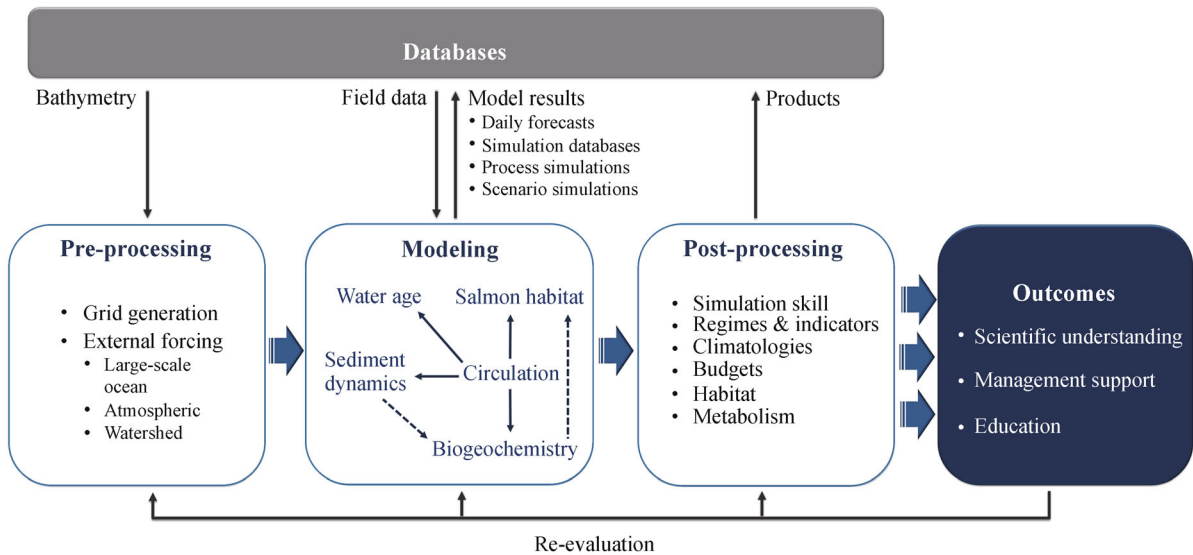 Databases
Bathymetry
Field data
Model results
• Daily forecasts
• Simulation databases
• Process simulations
• Scenario simulations
Products
Pre-processing
• Grid generation
• External forcing
• Large-scale
ocean
• Atmospheric
• Watershed
Modeling
Water age
Salmon habitat
Sediment
dynamics
Circulation
Biogeochemistry
Post-processing
• Simulation skill
• Regimes & indicators
• Climatologies
• Budgets
• Habitat
• Metabolism
Outcomes
• Scientific understanding
• Management support
• Education
Re-evaluation